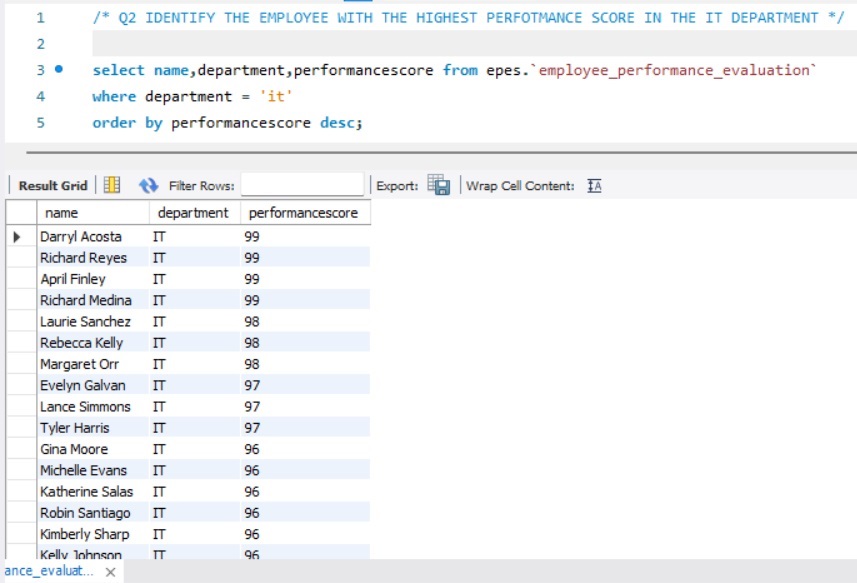 1 /* Q2 IDENTIFY THE EMPLOYEE WITH THE HIGHEST PERFOTMANCE SCORE IN THE IT DEPARTMENT */
2
3 select name,department,performancescore from epes.`employee_performance_evaluation`
4 where department = 'it'
5 order by performancescore desc;
Result Grid Filter Rows: Export: Wrap Cell Content: IA
name department performancescore
Darryl Acosta IT 99
Richard Reyes IT 99
April Finley IT 99
Richard Medina IT 99
Laurie Sanchez IT 98
Rebecca Kelly IT 98
Margaret Orr IT 98
Evelyn Galvan IT 97
Lance Simmons IT 97
Tyler Harris IT 97
Gina Moore IT 96
Michelle Evans IT 96
Katherine Salas IT 96
Robin Santiago IT 96
Kimberly Sharp IT 96
Kelly Johnson IT 96
ance_evaluat...